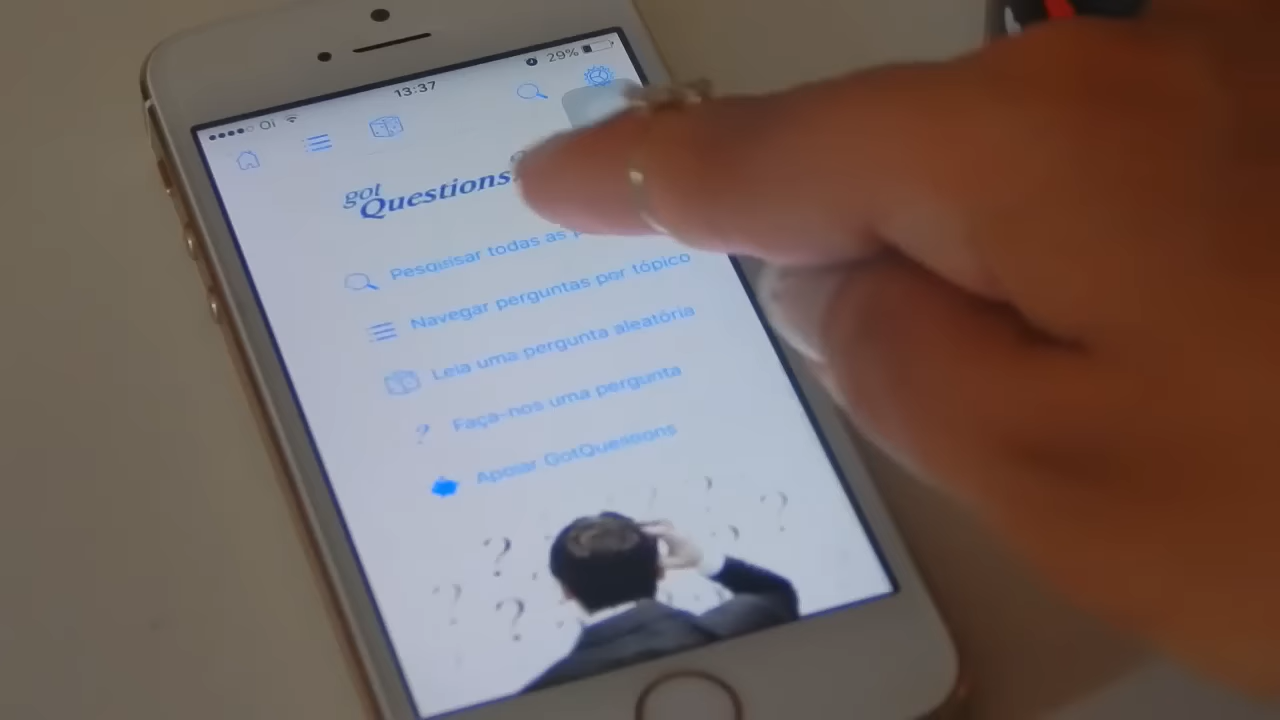 Oi 13:37 29%
got
Questions?
Pesquisar todas as
Navegar perguntas por tópico
Leia uma pergunta aleatória
? Faça-nos uma pergunta
Apoiar GotQuestions
? ? ?
? ?
? ?